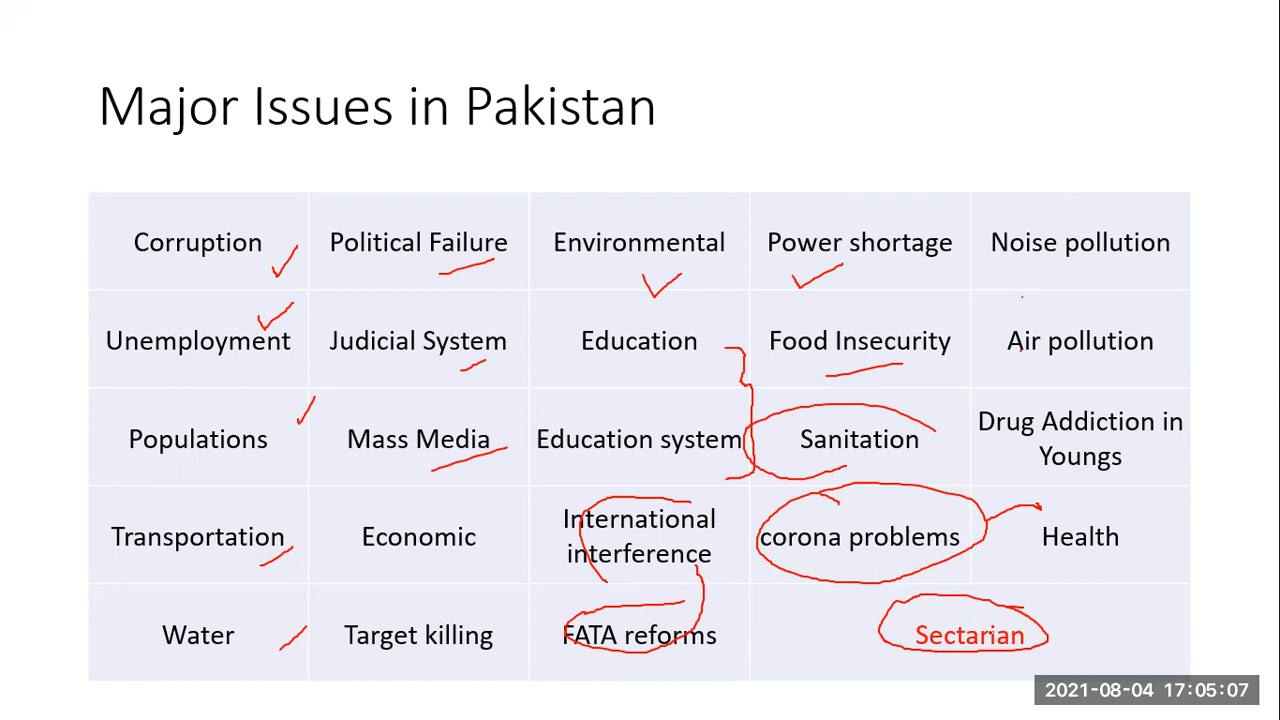 Major Issues in Pakistan
Corruption
Political Failure
Environmental
Power shortage
Noise pollution
Unemployment
Judicial System
Education
Food Insecurity
Air pollution
Populations
Mass Media
Education system
Sanitation
Drug Addiction in
Youngs
Transportation
Economic
International
interference
corona problems
Health
Water
Target killing
FATA reforms
Sectarian
2021-08-04 17:05:07